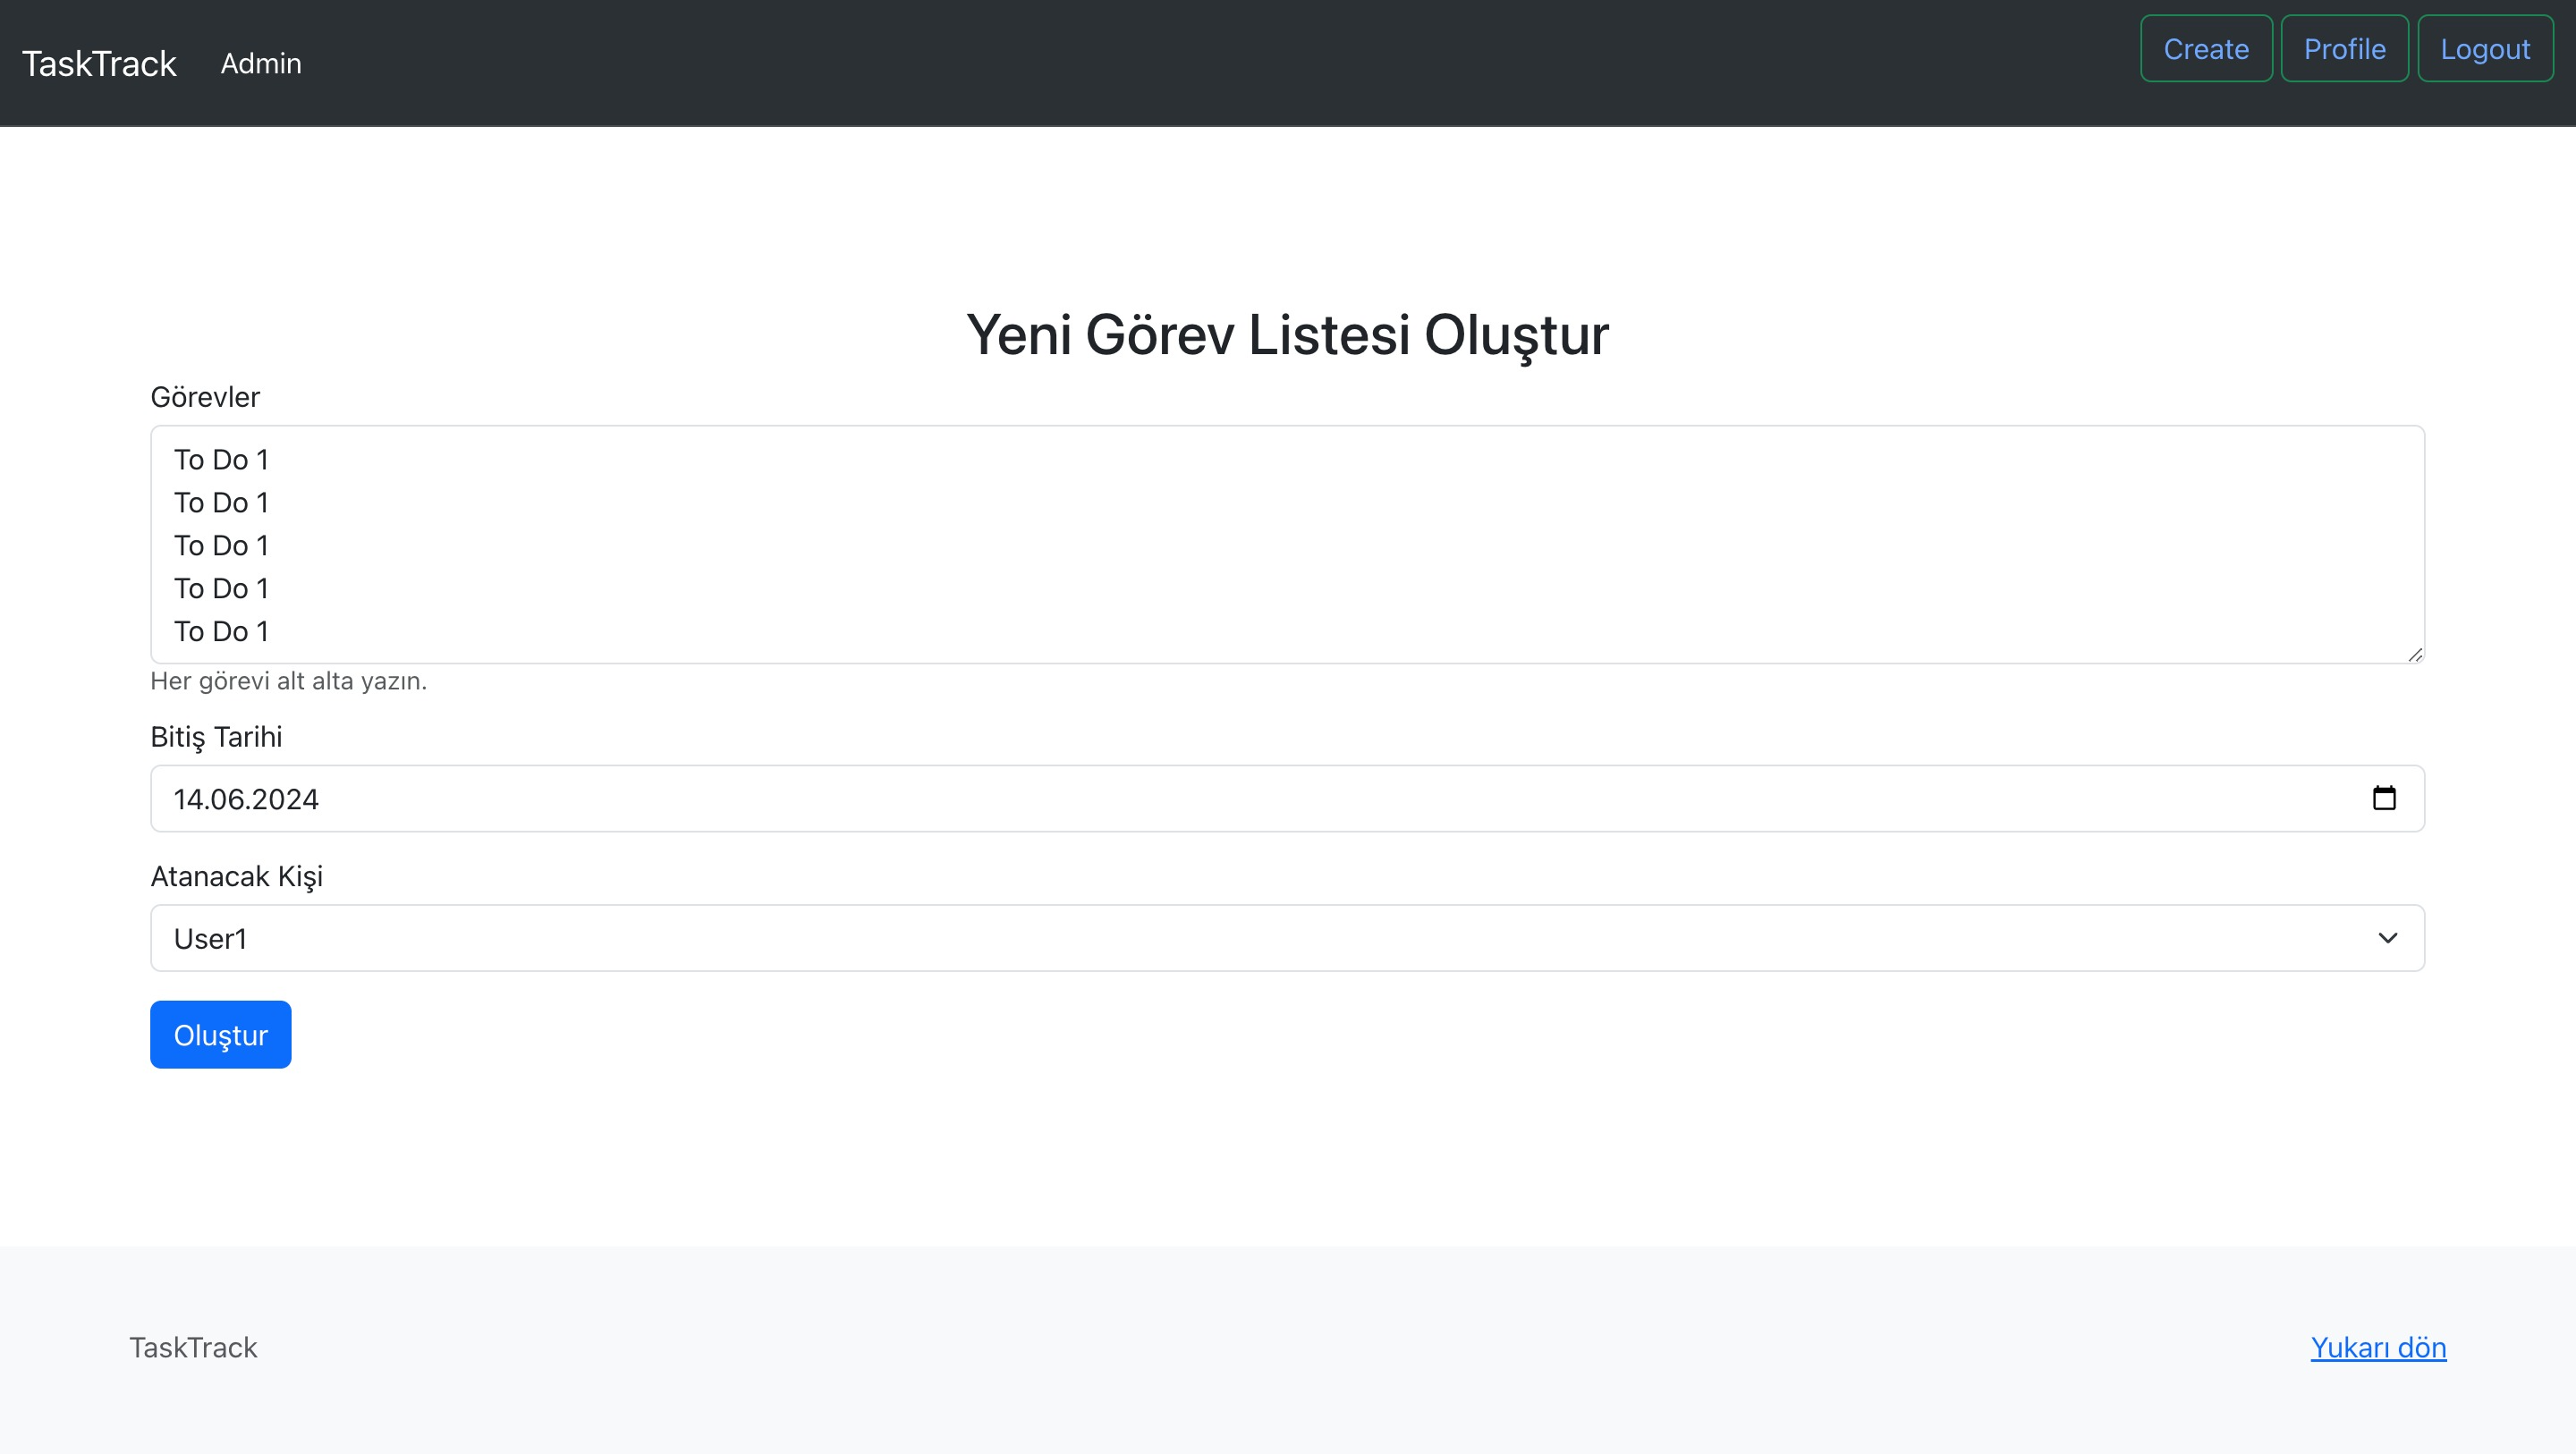 TaskTrack Admin Create Profile Logout
Yeni Görev Listesi Oluştur
Görevler
To Do 1
To Do 1
To Do 1
To Do 1
To Do 1
Her görevi alt alta yazın.
Bitiş Tarihi
14.06.2024
Atanacak Kişi
User1
Oluştur
TaskTrack Yukarı dön